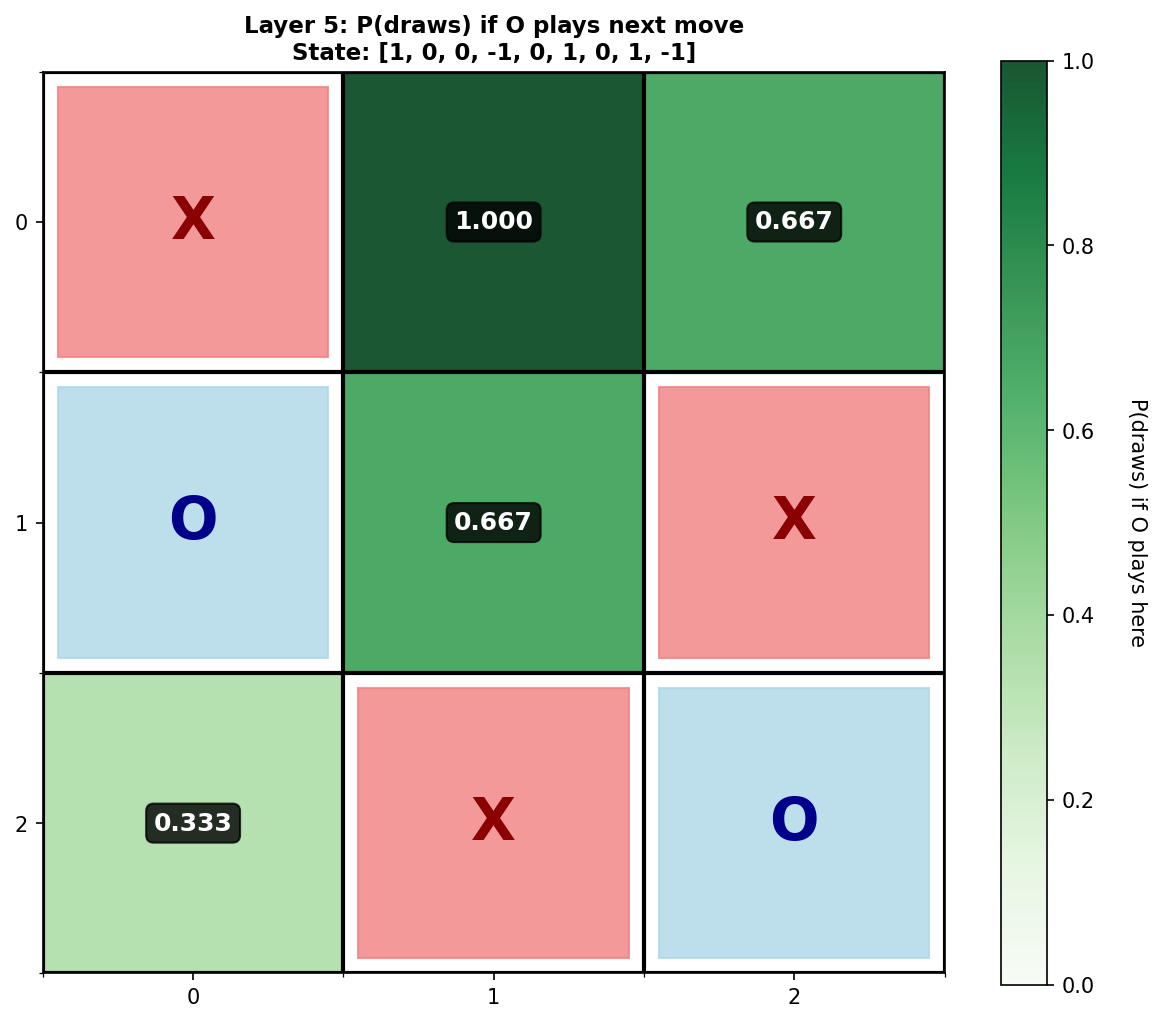 Layer 5: P(draws) if O plays next move
State: [1, 0, 0, -1, 0, 1, 0, 1, -1]
0
X
1.000
0.667
1
O
0.667
X
2
0.333
X
O
0
1
2
1.0
0.8
0.6
0.4
0.2
0.0
P(draws) if O plays here